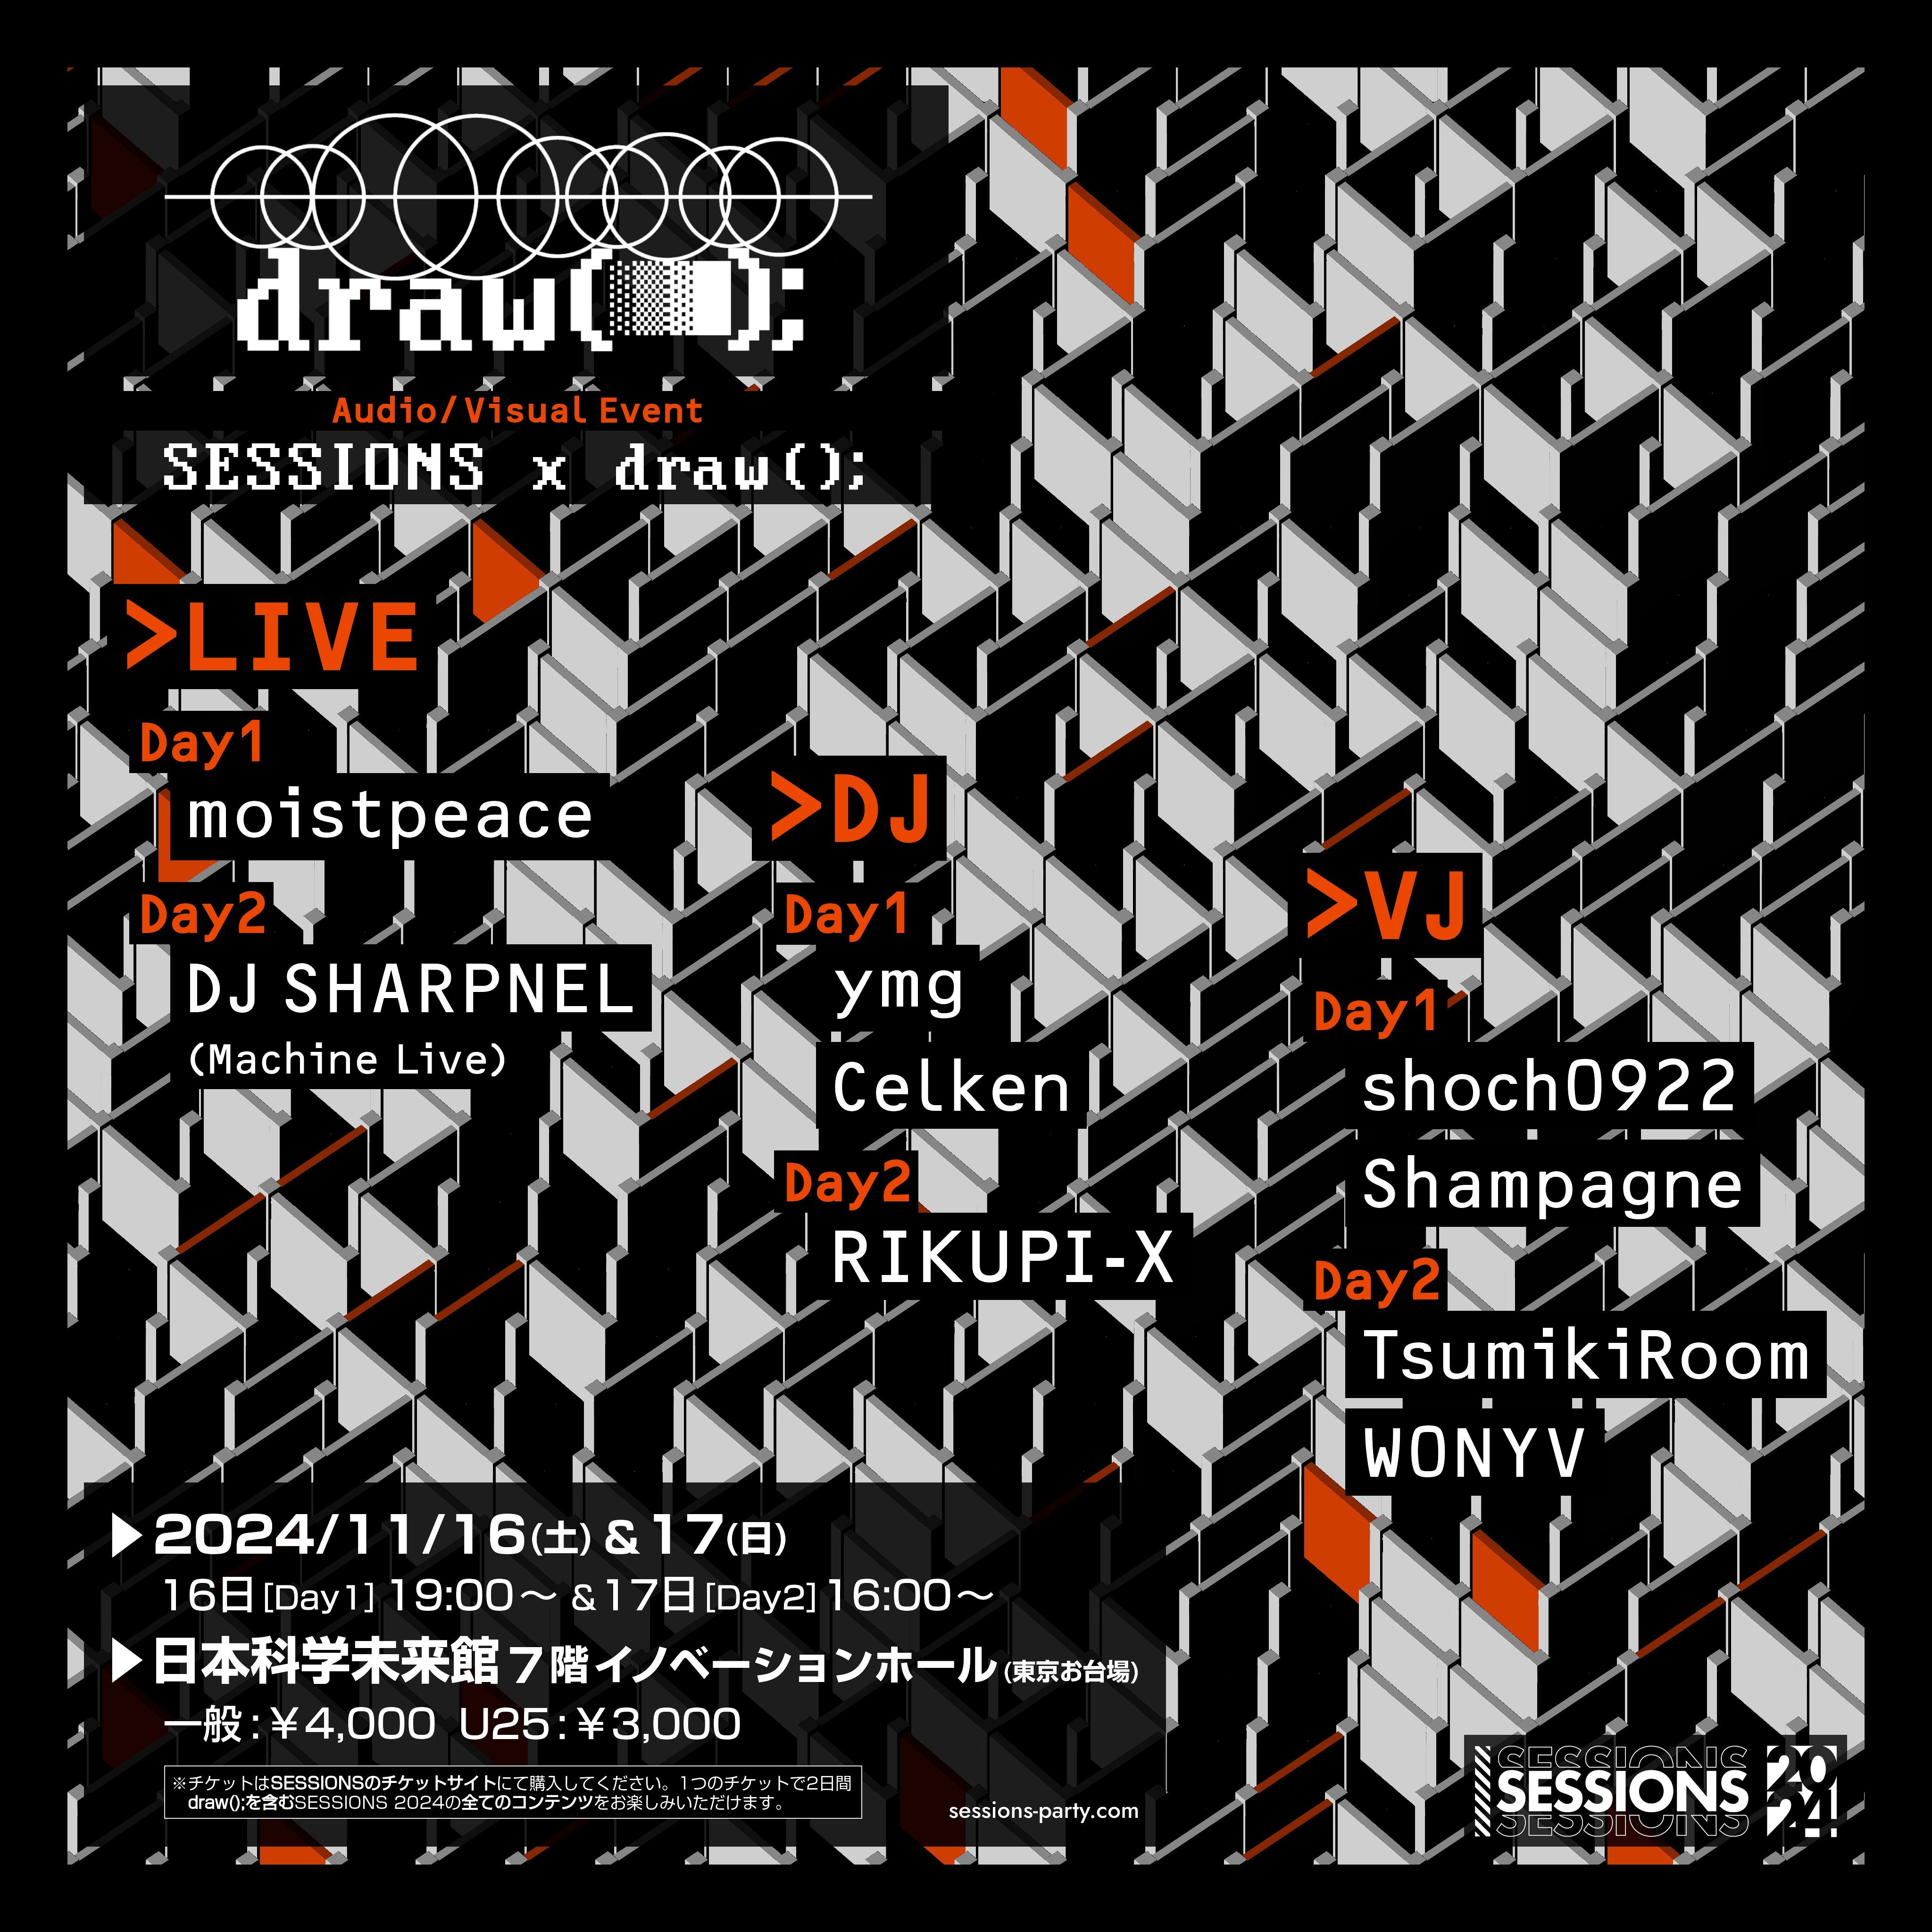 draw( );
Audio/Visual Event
SESSIONS x draw();
>LIVE
Day1
moistpeace
Day2
DJ SHARPNEL
(Machine Live)
>DJ
Day1
ymg
Celken
Day2
RIKUPI-X
>VJ
Day1
shoch0922
Shampagne
Day2
TsumikiRoom
WONYV
▶2024/11/16(土) & 17(日)
16日[Day1] 19:00～ & 17日[Day2] 16:00～
▶日本科学未来館 7階 イノベーションホール (東京お台場)
一般:¥4,000 U25:¥3,000
※チケットはSESSIONSのチケットサイトにて購入してください。1つのチケットで2日間
draw();を含むSESSIONS 2024の全てのコンテンツをお楽しみいただけます。
sessions-party.com
SESSIONS
SESSIONS
SESSIONS
20
24!